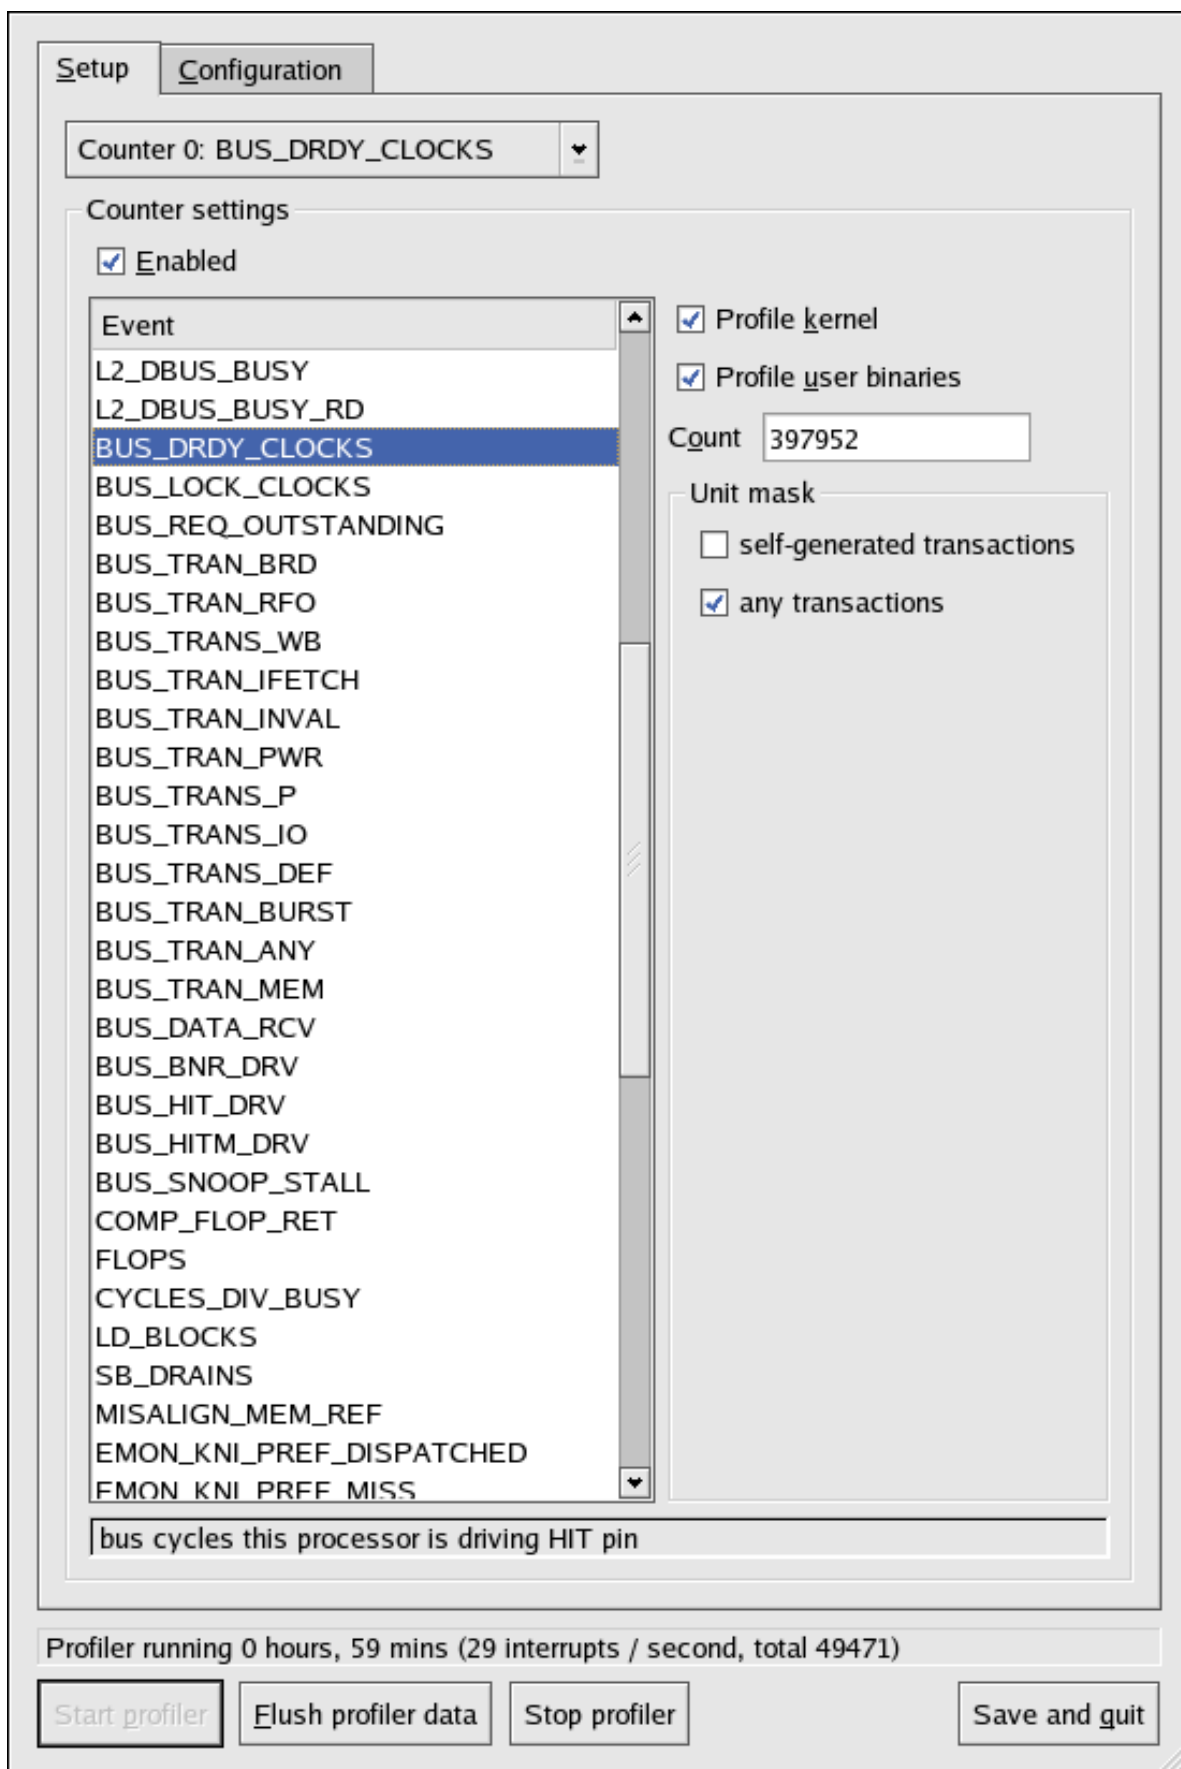 Setup
Configuration
Counter 0: BUS_DRDY_CLOCKS
Counter settings
Enabled
Event
L2_DBUS_BUSY
L2_DBUS_BUSY_RD
BUS_DRDY_CLOCKS
BUS_LOCK_CLOCKS
BUS_REQ_OUTSTANDING
BUS_TRAN_BRD
BUS_TRAN_RFO
BUS_TRANS_WB
BUS_TRAN_IFETCH
BUS_TRAN_INVAL
BUS_TRAN_PWR
BUS_TRANS_P
BUS_TRANS_IO
BUS_TRANS_DEF
BUS_TRAN_BURST
BUS_TRAN_ANY
BUS_TRAN_MEM
BUS_DATA_RCV
BUS_BNR_DRV
BUS_HIT_DRV
BUS_HITM_DRV
BUS_SNOOP_STALL
COMP_FLOP_RET
FLOPS
CYCLES_DIV_BUSY
LD_BLOCKS
SB_DRAINS
MISALIGN_MEM_REF
EMON_KNI_PREF_DISPATCHED
EMON_KNI_PREF_MISS
Profile kernel
Profile user binaries
Count 397952
Unit mask
self-generated transactions
any transactions
bus cycles this processor is driving HIT pin
Profiler running 0 hours, 59 mins (29 interrupts / second, total 49471)
Start profiler
Flush profiler data
Stop profiler
Save and quit